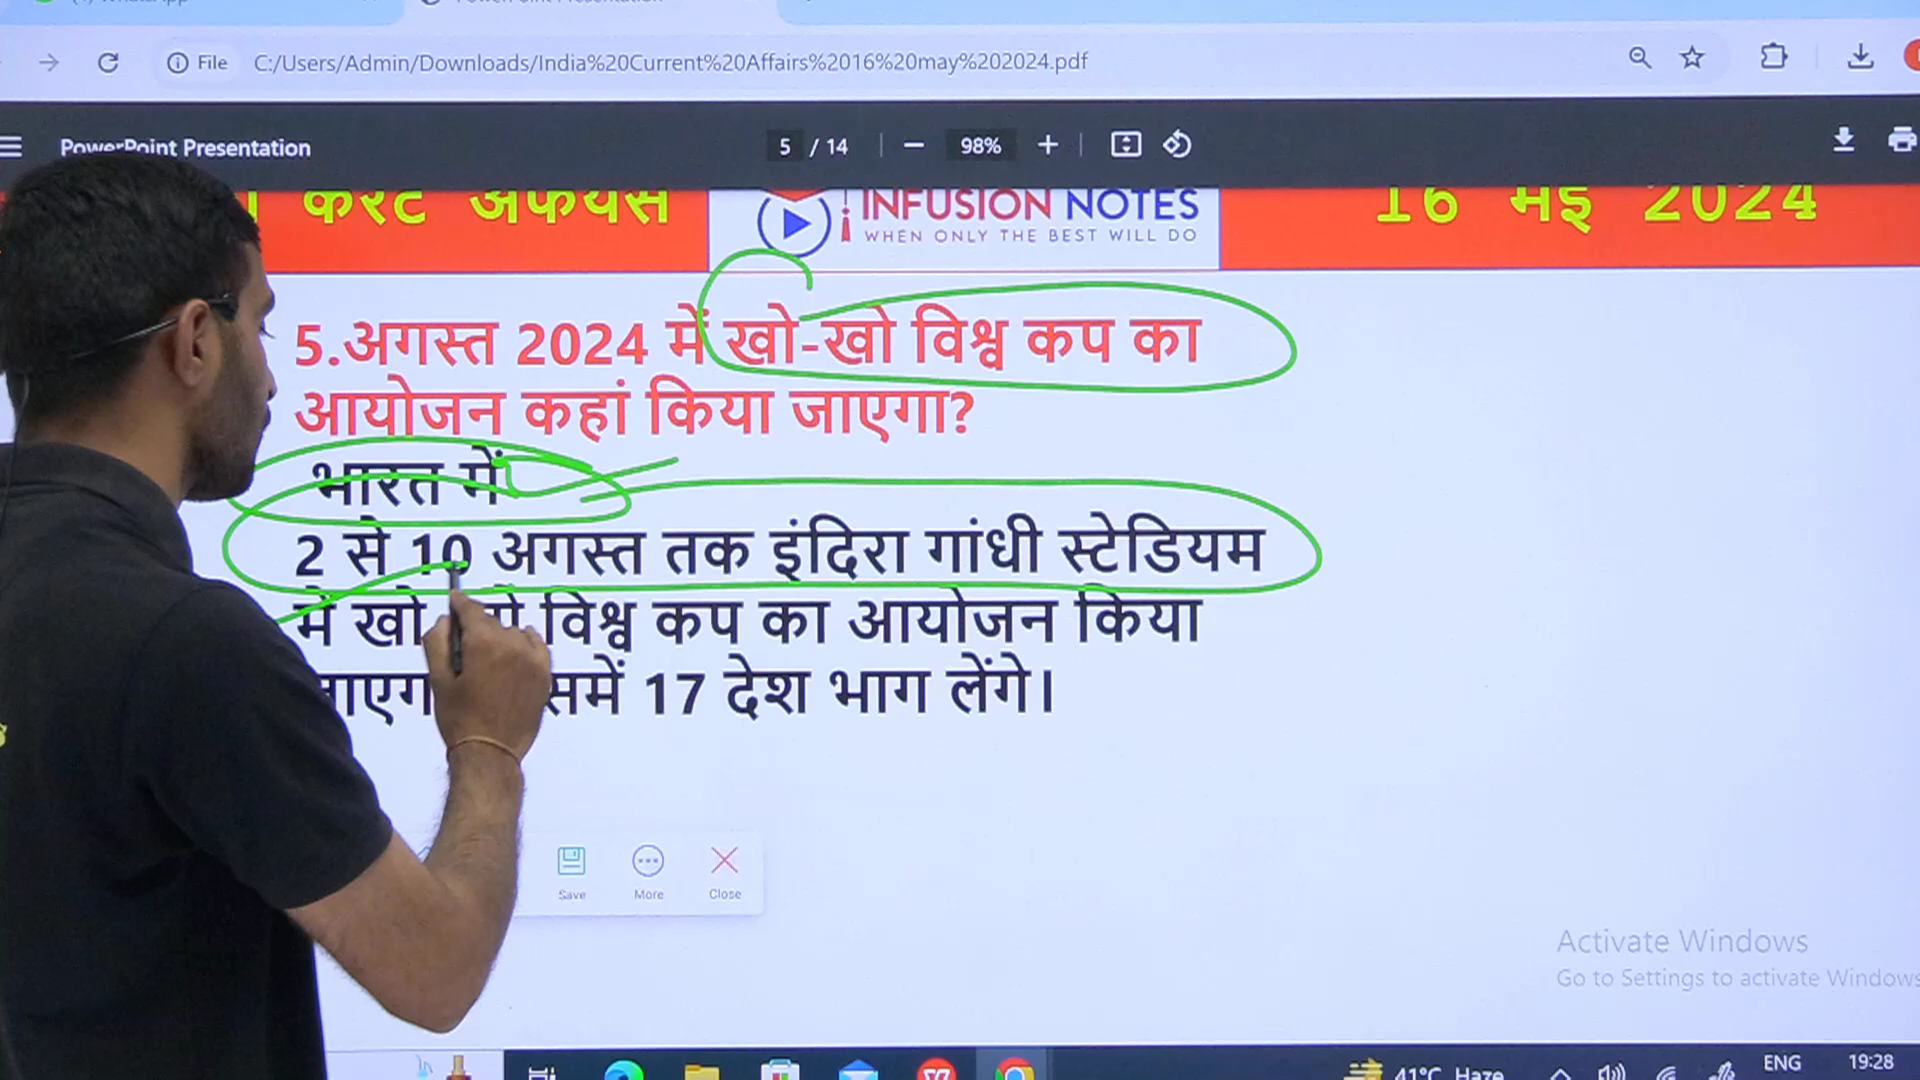 File C:/Users/Admin/Downloads/India%20Current%20Affairs%2016%20may%202024.pdf
PowerPoint Presentation 5 / 14 98%
करंट अफेयर्स
INFUSION NOTES
WHEN ONLY THE BEST WILL DO
16 मई 2024
5.अगस्त 2024 में खो-खो विश्व कप का
आयोजन कहां किया जाएगा?
भारत में
2 से 10 अगस्त तक इंदिरा गांधी स्टेडियम
में खो विश्व कप का आयोजन किया
17 देश भाग लेंगे।
Save More Close
Activate Windows
Go to Settings to activate Windows
41°C Haze ENG 19:28